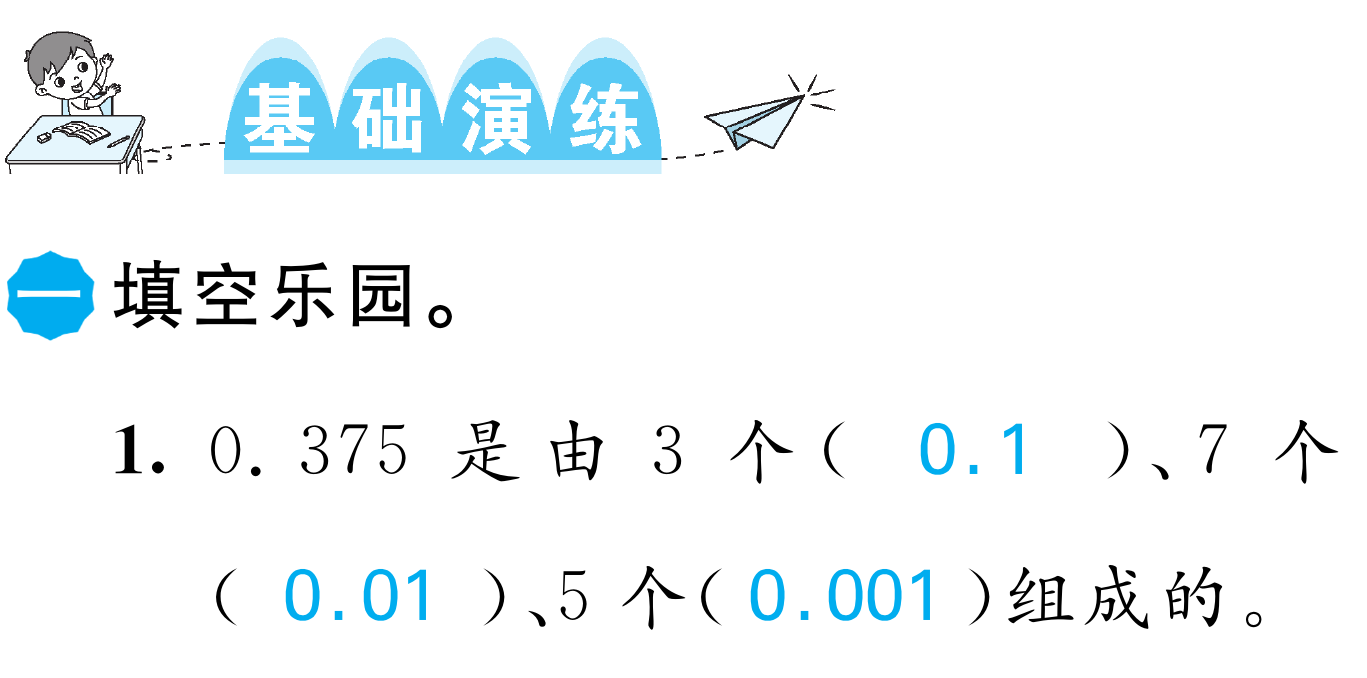 基础演练
一 填空乐园。
1. 0.375 是由 3 个( 0.1 )、7 个
( 0.01 )、5 个( 0.001 )组成的。